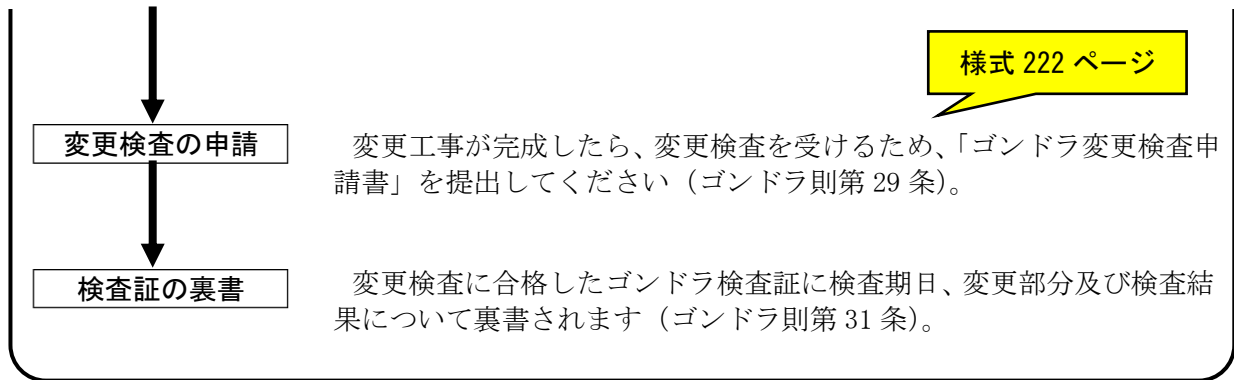 様式 222 ページ
変更検査の申請
変更工事が完成したら、変更検査を受けるため、「ゴンドラ変更検査申
請書」を提出してください（ゴンドラ則第 29 条）。
検査証の裏書
変更検査に合格したゴンドラ検査証に検査期日、変更部分及び検査結
果について裏書されます（ゴンドラ則第 31 条）。